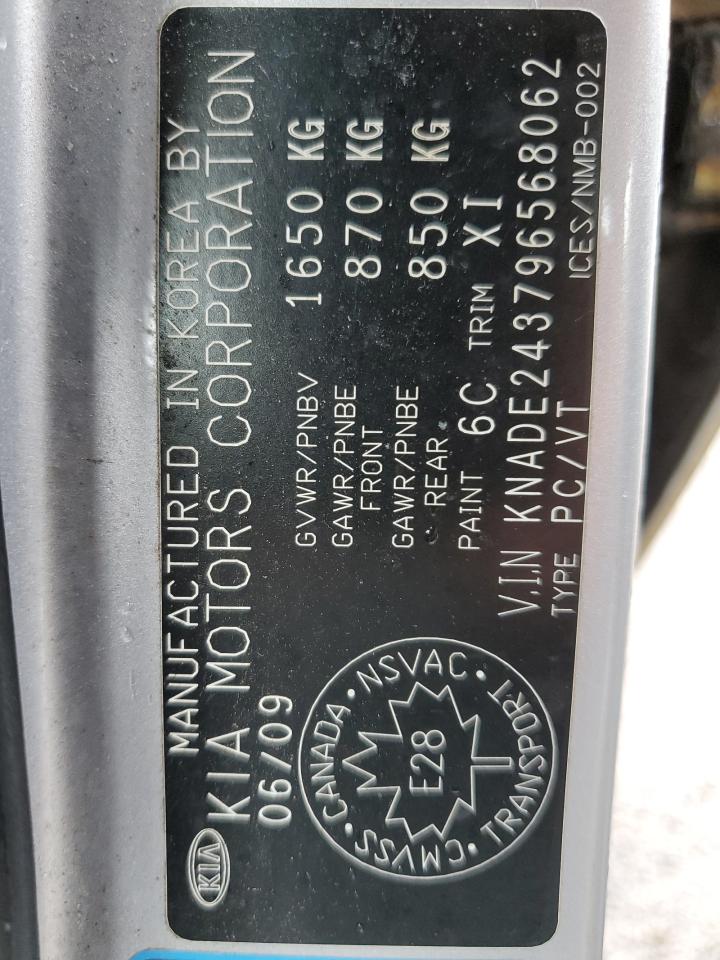 MANUFACTURED IN KOREA BY
KIA KIA MOTORS CORPORATION
06/09
GVWR/PNBV 1650 KG
GAWR/PNBE FRONT 870 KG
GAWR/PNBE REAR 850 KG
PAINT 6C TRIM XI
V.I.N KNADE243796568062
TYPE PC/VT ICES/NMB-002
CMVSS · CANADA · NSVAC · TRANSPORT ·
E28